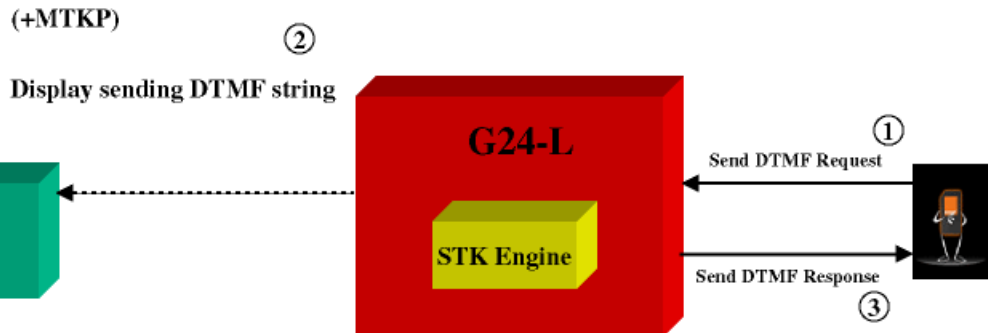 (+MTKP)
②
Display sending DTMF string
G24-L
①
Send DTMF Request
STK Engine
Send DTMF Response
③